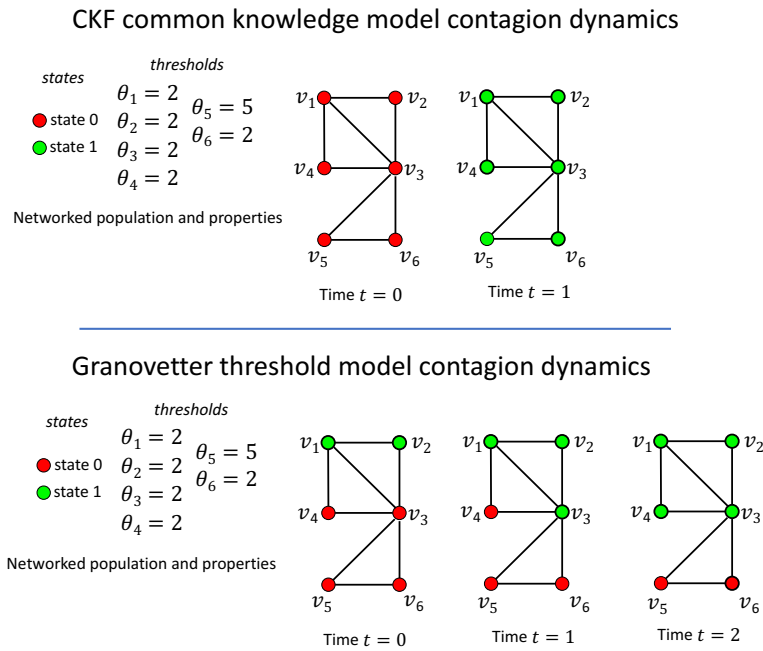 CKF common knowledge model contagion dynamics
states
thresholds
state 0
state 1
θ₁ = 2
θ₂ = 2
θ₃ = 2
θ₄ = 2
θ₅ = 5
θ₆ = 2
Networked population and properties
v₁ v₂
v₄ v₃
v₅ v₆
Time t = 0
v₁ v₂
v₄ v₃
v₅ v₆
Time t = 1
Granovetter threshold model contagion dynamics
states
thresholds
state 0
state 1
θ₁ = 2
θ₂ = 2
θ₃ = 2
θ₄ = 2
θ₅ = 5
θ₆ = 2
Networked population and properties
v₁ v₂
v₄ v₃
v₅ v₆
Time t = 0
v₁ v₂
v₄ v₃
v₅ v₆
Time t = 1
v₁ v₂
v₄ v₃
v₅ v₆
Time t = 2